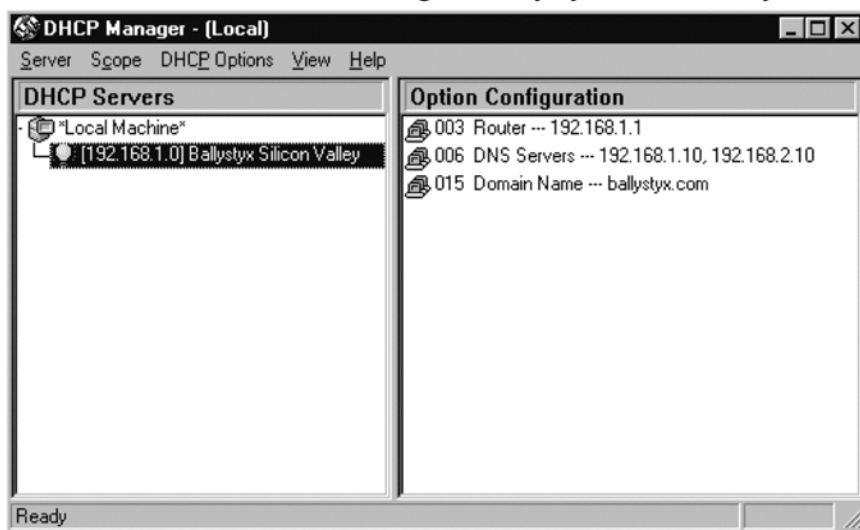 DHCP Manager - (Local)
Server Scope DHCP Options View Help
DHCP Servers
*Local Machine*
[192.168.1.0] Ballystyx Silicon Valley
Option Configuration
003 Router --- 192.168.1.1
006 DNS Servers --- 192.168.1.10, 192.168.2.10
015 Domain Name --- ballystyx.com
Ready